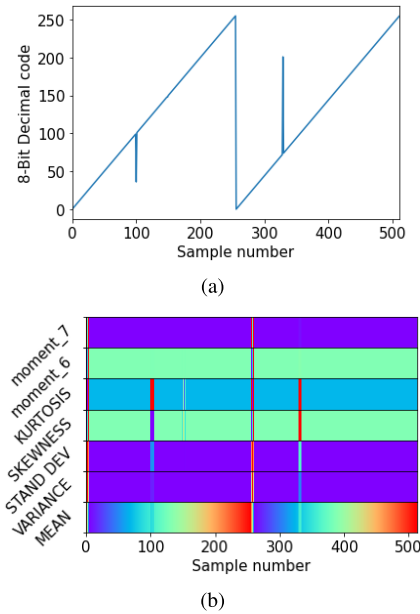 8-Bit Decimal code
250
200
150
100
50
0
0 100 200 300 400 500
Sample number
(a)
moment_7
moment_6
KURTOSIS
SKEWNESS
STAND DEV
VARIANCE
MEAN
0 100 200 300 400 500
Sample number
(b)